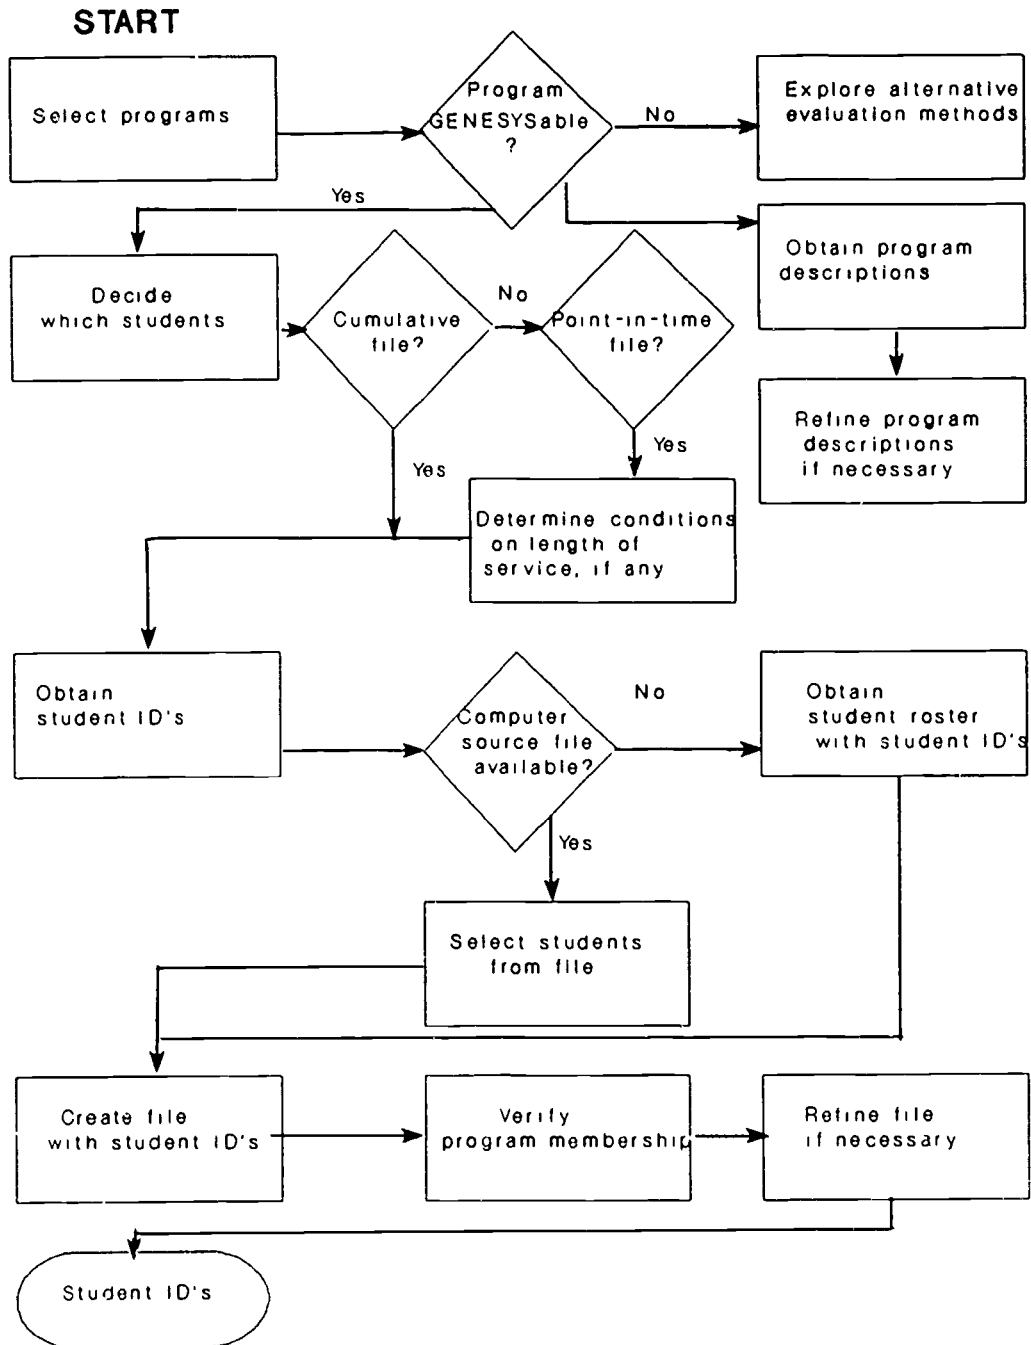 START
Select programs
Program
GENESYSable
?
No
Explore alternative
evaluation methods
Yes
Obtain program
descriptions
Decide
which students
Cumulative
file?
No
Point-in-time
file?
Refine program
descriptions
if necessary
Yes
Yes
Determine conditions
on length of
service, if any
Obtain
student ID's
Computer
source file
available?
No
Obtain
student roster
with student ID's
Yes
Select students
from file
Create file
with student ID's
Verify
program membership
Refine file
if necessary
Student ID's